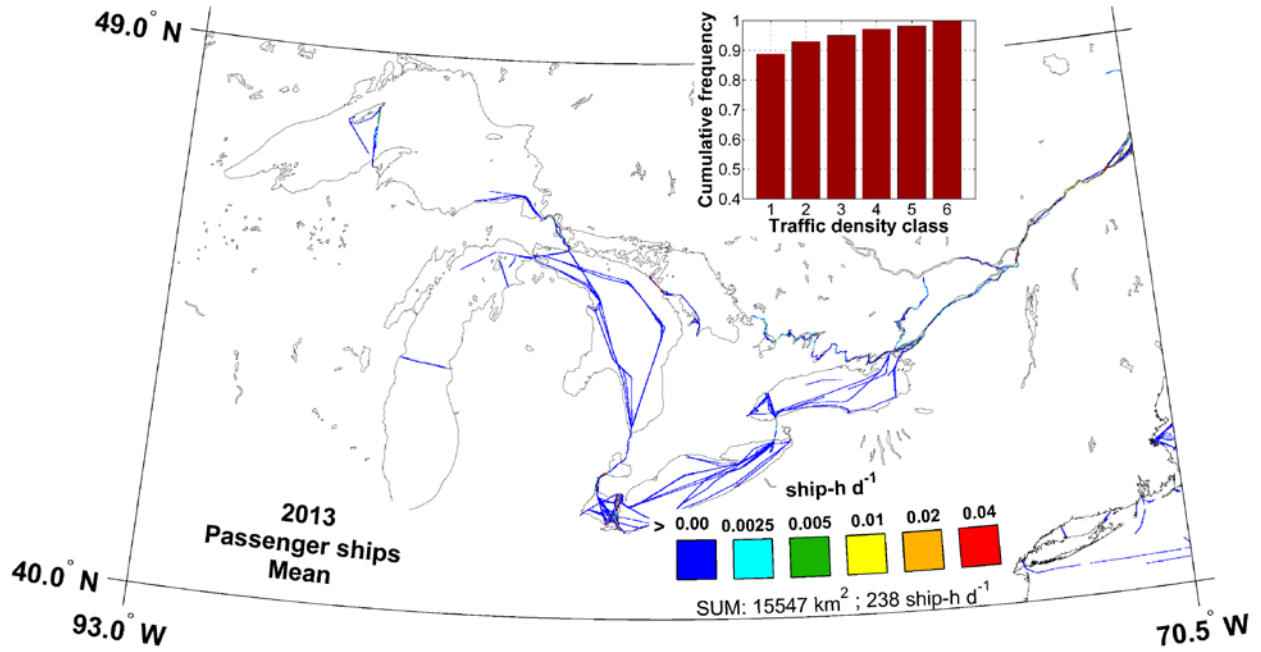 49.0° N
Cumulative frequency
1
0.9
0.8
0.7
0.6
0.5
0.4
1 2 3 4 5 6
Traffic density class
2013
Passenger ships
Mean
ship-h d⁻¹
> 0.00 0.0025 0.005 0.01 0.02 0.04
SUM: 15547 km² ; 238 ship-h d⁻¹
40.0° N
93.0° W
70.5° W